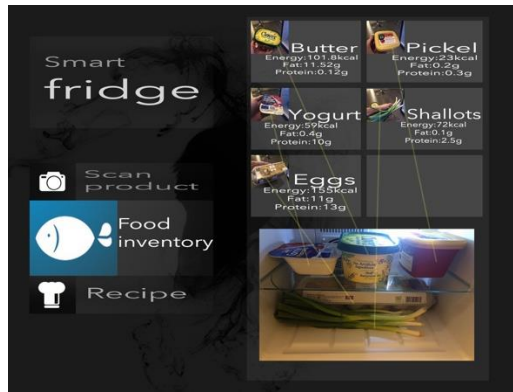 Smart
fridge
Scan
product
Food
inventory
Recipe
Butter
Energy:101.8kcal
Fat:11.52g
Protein:0.12g
Pickel
Energy:23kcal
Fat:0.2g
Protein:0.3g
Yogurt
Energy:59kcal
Fat:0.4g
Protein:10g
Shallots
Energy:72kcal
Fat:0.1g
Protein:2.5g
Eggs
Energy:155kcal
Fat:11g
Protein:13g